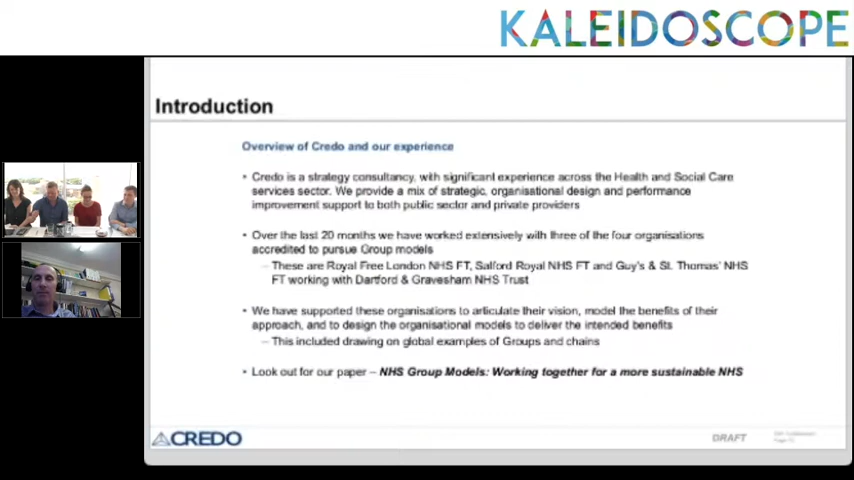 KALEIDOSCOPE
Introduction
Overview of Credo and our experience
• Credo is a strategy consultancy, with significant experience across the Health and Social Care
services sector. We provide a mix of strategic, organisational design and performance
improvement support to both public sector and private providers
• Over the last 20 months we have worked extensively with three of the four organisations
accredited to pursue Group models
– These are Royal Free London NHS FT, Salford Royal NHS FT and Guy's & St. Thomas' NHS
FT working with Dartford & Gravesham NHS Trust
• We have supported these organisations to articulate their vision, model the benefits of their
approach, and to design the organisational models to deliver the intended benefits
– This included drawing on global examples of Groups and chains
• Look out for our paper – NHS Group Models: Working together for a more sustainable NHS
CREDO
DRAFT